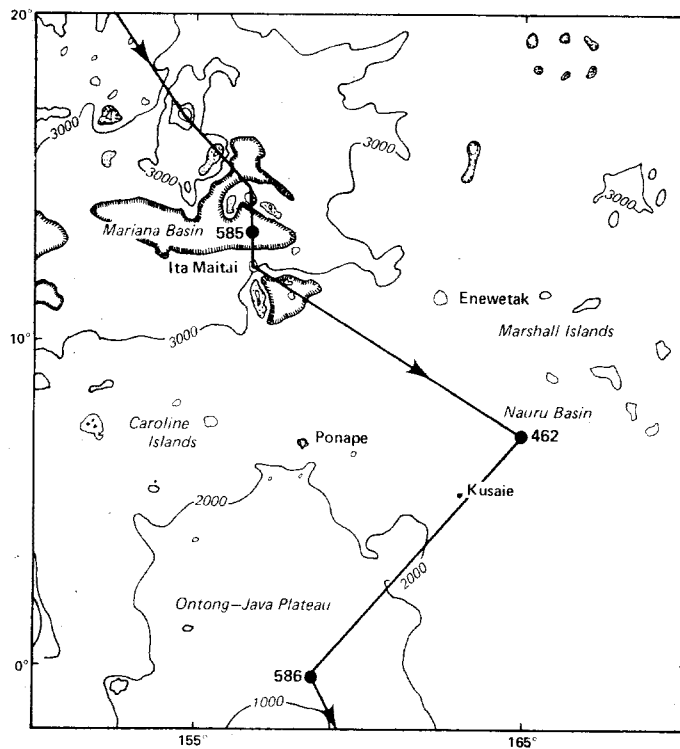 20°
3000
3000
3000
3000
Mariana Basin
585
Ita Maitai
Enewetak
Marshall Islands
10°
3000
Nauru Basin
462
Caroline
Islands
Ponape
Kusaie
2000
2000
Ontong-Java Plateau
0°
586
1000
155°
165°